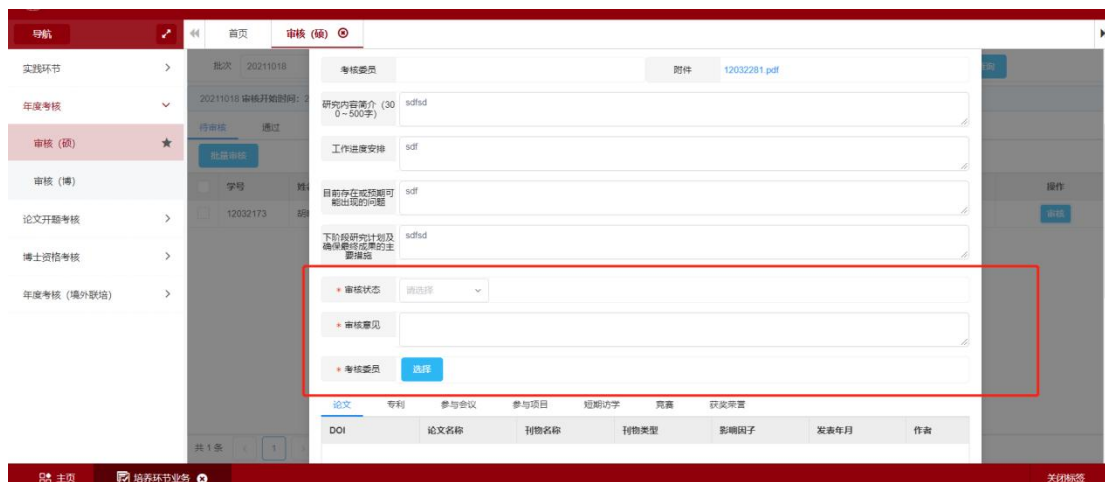 导航
首页
审核（硕）
实践环节
年度考核
审核（硕）
审核（博）
论文开题考核
博士资格考核
年度考核（境外联培）
批次 20211018
20211018 审核开始时间：2
待审核 通过
批量审核
学号
操作
12032173
审核
共 1 条
1
考核委员
附件 12032281.pdf
研究内容简介（30
0～500字）
sdfsd
工作进度安排
sdf
目前存在或预期可
能出现的问题
sdf
下阶段研究计划及
确保最终成果的主
要措施
sdfsd
* 审核状态 请选择
* 审核意见
* 考核委员 选择
论文 专利 参与会议 参与项目 短期访学 竞赛 获奖荣誉
DOI 论文名称 刊物名称 刊物类型 影响因子 发表年月 作者
主页
培养环节业务
关闭标签